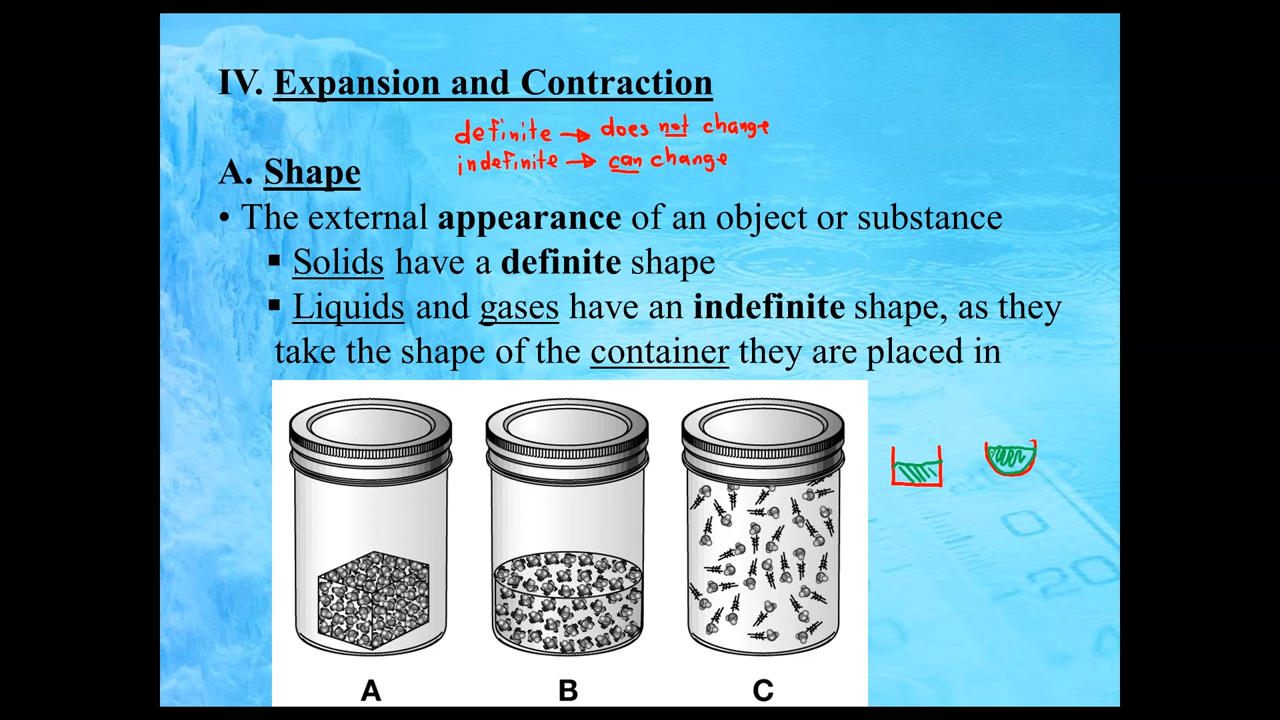 IV. Expansion and Contraction
definite → does not change
indefinite → can change
A. Shape
• The external appearance of an object or substance
▪ Solids have a definite shape
▪ Liquids and gases have an indefinite shape, as they
take the shape of the container they are placed in
0
-20
A B C